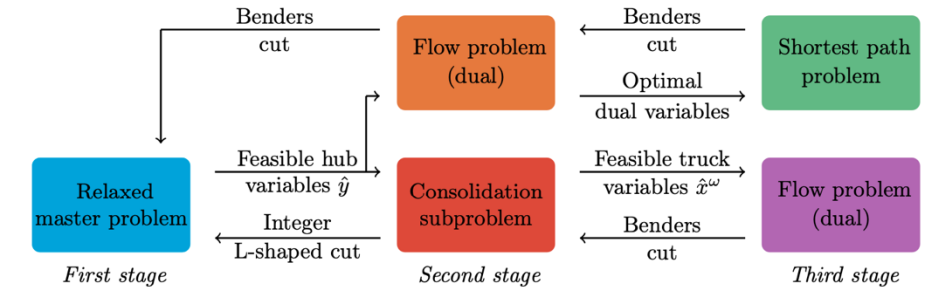 Benders
cut
Flow problem
(dual)
Benders
cut
Optimal
dual variables
Shortest path
problem
Relaxed
master problem
Feasible hub
variables ŷ
Integer
L-shaped cut
Consolidation
subproblem
Feasible truck
variables x̂^ω
Benders
cut
Flow problem
(dual)
First stage
Second stage
Third stage